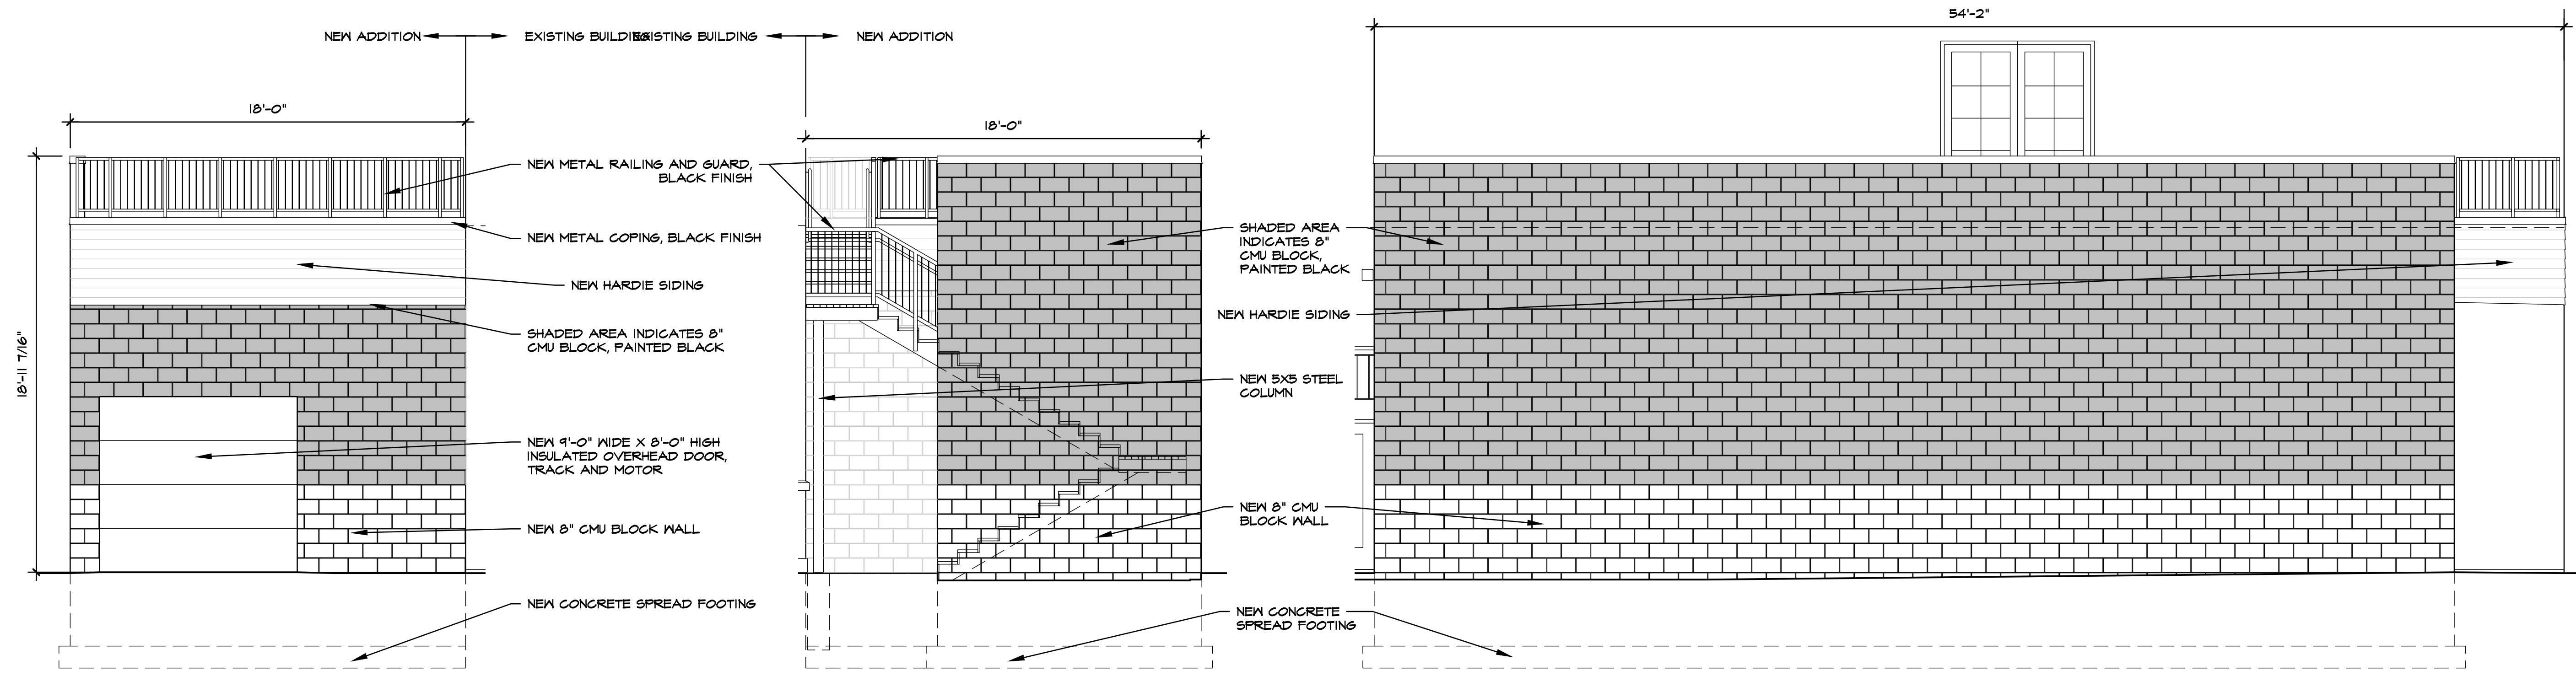 54'-2"
NEW ADDITION
EXISTING BUILDING
EXISTING BUILDING
NEW ADDITION
18'-0"
18'-0"
18'-11 7/16"
NEW METAL RAILING AND GUARD,
BLACK FINISH
NEW METAL COPING, BLACK FINISH
NEW HARDIE SIDING
SHADED AREA INDICATES 8"
CMU BLOCK, PAINTED BLACK
NEW 9'-0" WIDE X 8'-0" HIGH
INSULATED OVERHEAD DOOR,
TRACK AND MOTOR
NEW 8" CMU BLOCK WALL
NEW CONCRETE SPREAD FOOTING
SHADED AREA
INDICATES 8"
CMU BLOCK,
PAINTED BLACK
NEW HARDIE SIDING
NEW 5X5 STEEL
COLUMN
NEW 8" CMU
BLOCK WALL
NEW CONCRETE
SPREAD FOOTING